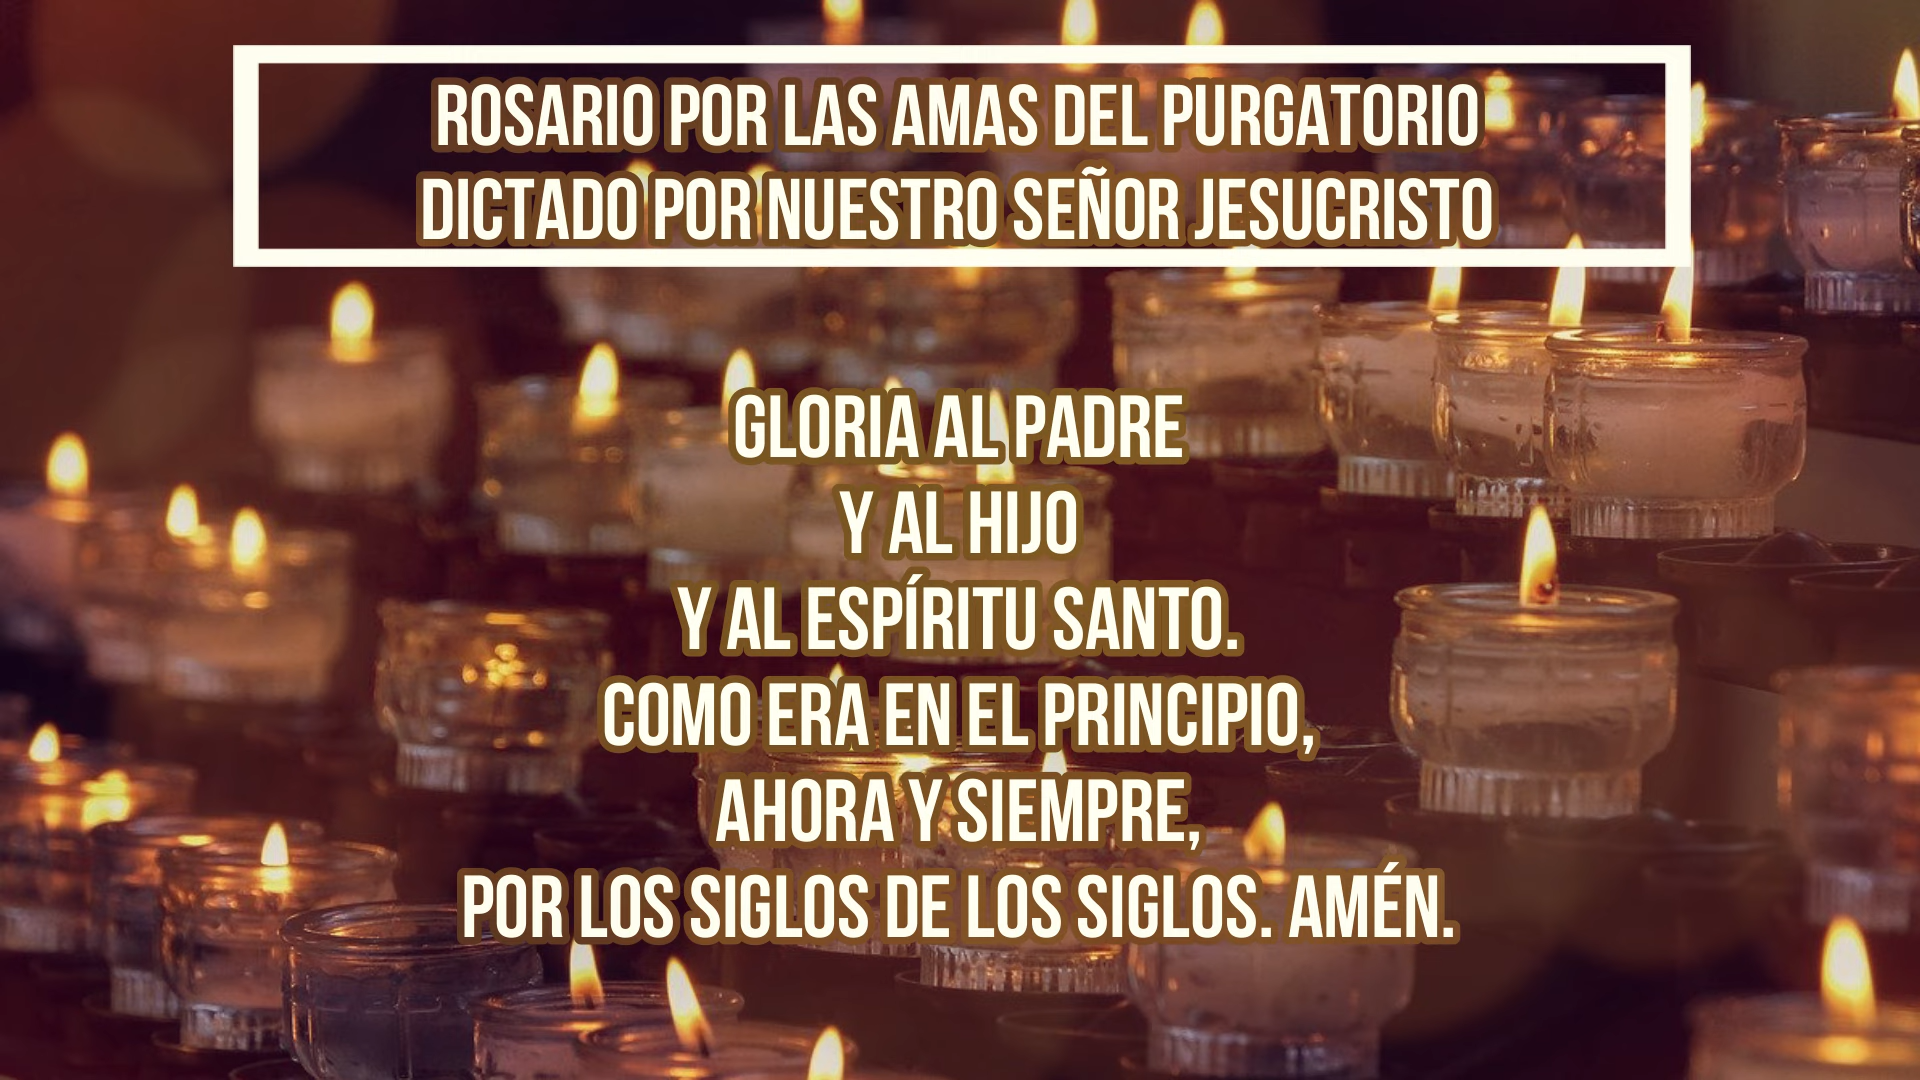 ROSARIO POR LAS AMAS DEL PURGATORIO
DICTADO POR NUESTRO SEÑOR JESUCRISTO
GLORIA AL PADRE
Y AL HIJO
Y AL ESPÍRITU SANTO.
COMO ERA EN EL PRINCIPIO,
AHORA Y SIEMPRE,
POR LOS SIGLOS DE LOS SIGLOS. AMÉN.